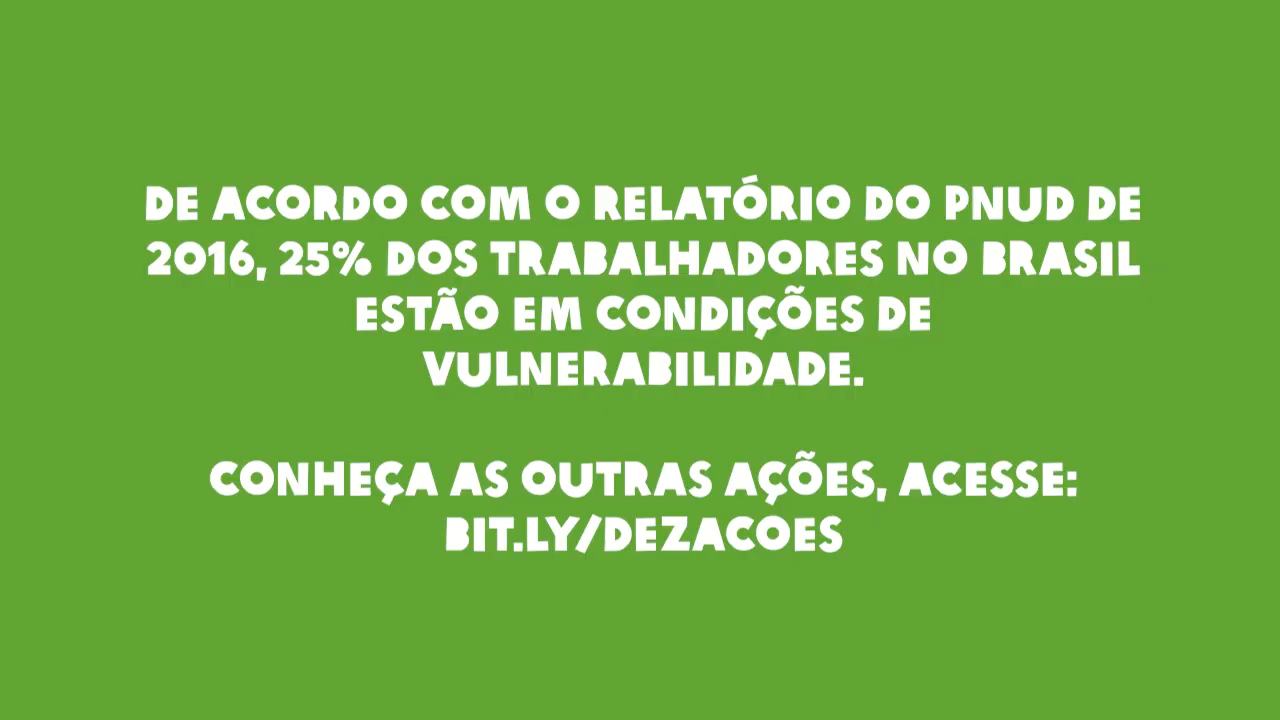 DE ACORDO COM O RELATÓRIO DO PNUD DE
2016, 25% DOS TRABALHADORES NO BRASIL
ESTÃO EM CONDIÇÕES DE
VULNERABILIDADE.
CONHEÇA AS OUTRAS AÇÕES, ACESSE:
BIT.LY/DEZACOES